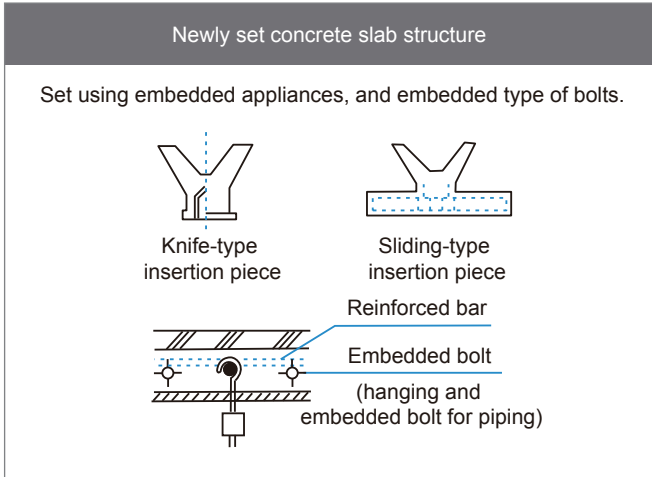 Newly set concrete slab structure
Set using embedded appliances, and embedded type of bolts.
Knife-type
insertion piece
Sliding-type
insertion piece
Reinforced bar
Embedded bolt
(hanging and
embedded bolt for piping)